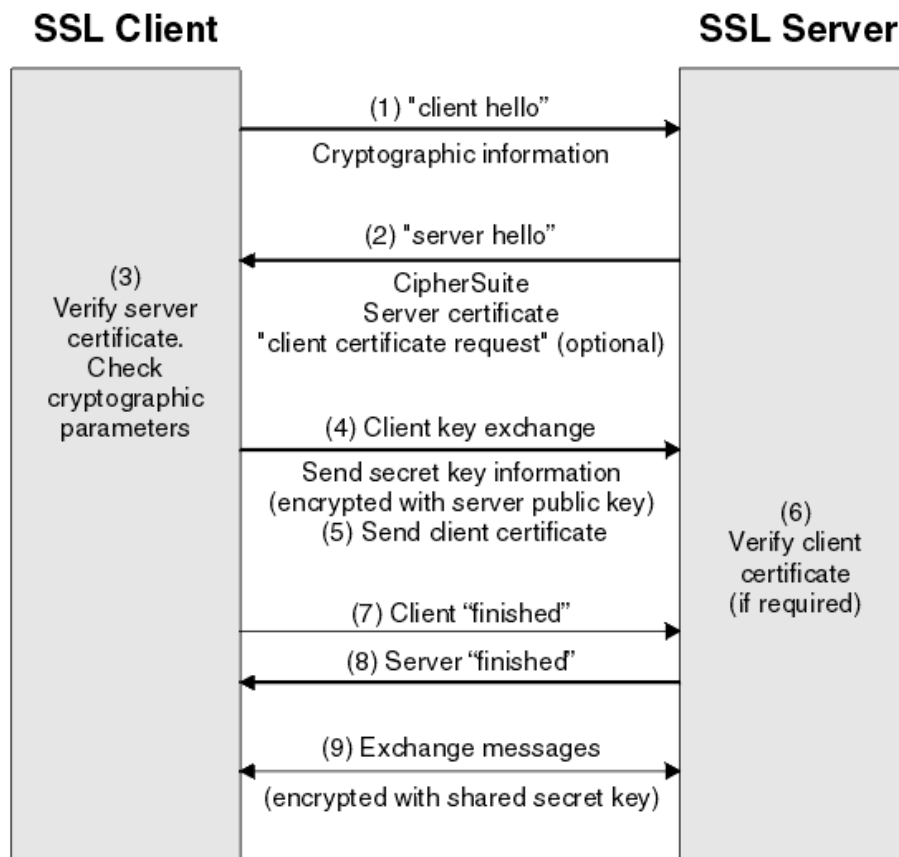 SSL Client
SSL Server
(1) "client hello”
Cryptographic information
(2) "server hello”
CipherSuite
Server certificate
"client certificate request" (optional)
(3)
Verify server
certificate.
Check
cryptographic
parameters
(4) Client key exchange
Send secret key information
(encrypted with server public key)
(5) Send client certificate
(6)
Verify client
certificate
(if required)
(7) Client “finished”
(8) Server “finished”
(9) Exchange messages
(encrypted with shared secret key)